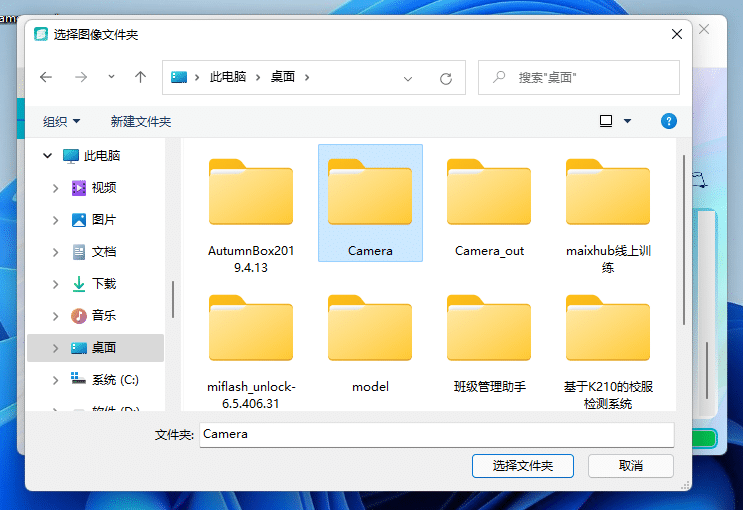 选择图像文件夹
此电脑 桌面
搜索"桌面"
组织 新建文件夹
此电脑
视频
图片
文档
下载
音乐
桌面
系统 (C:)
AutumnBox201
9.4.13
Camera
Camera_out
maixhub线上训
练
miflash_unlock-
6.5.406.31
model
班级管理助手
基于K210的校服
检测系统
文件夹: Camera
选择文件夹 取消